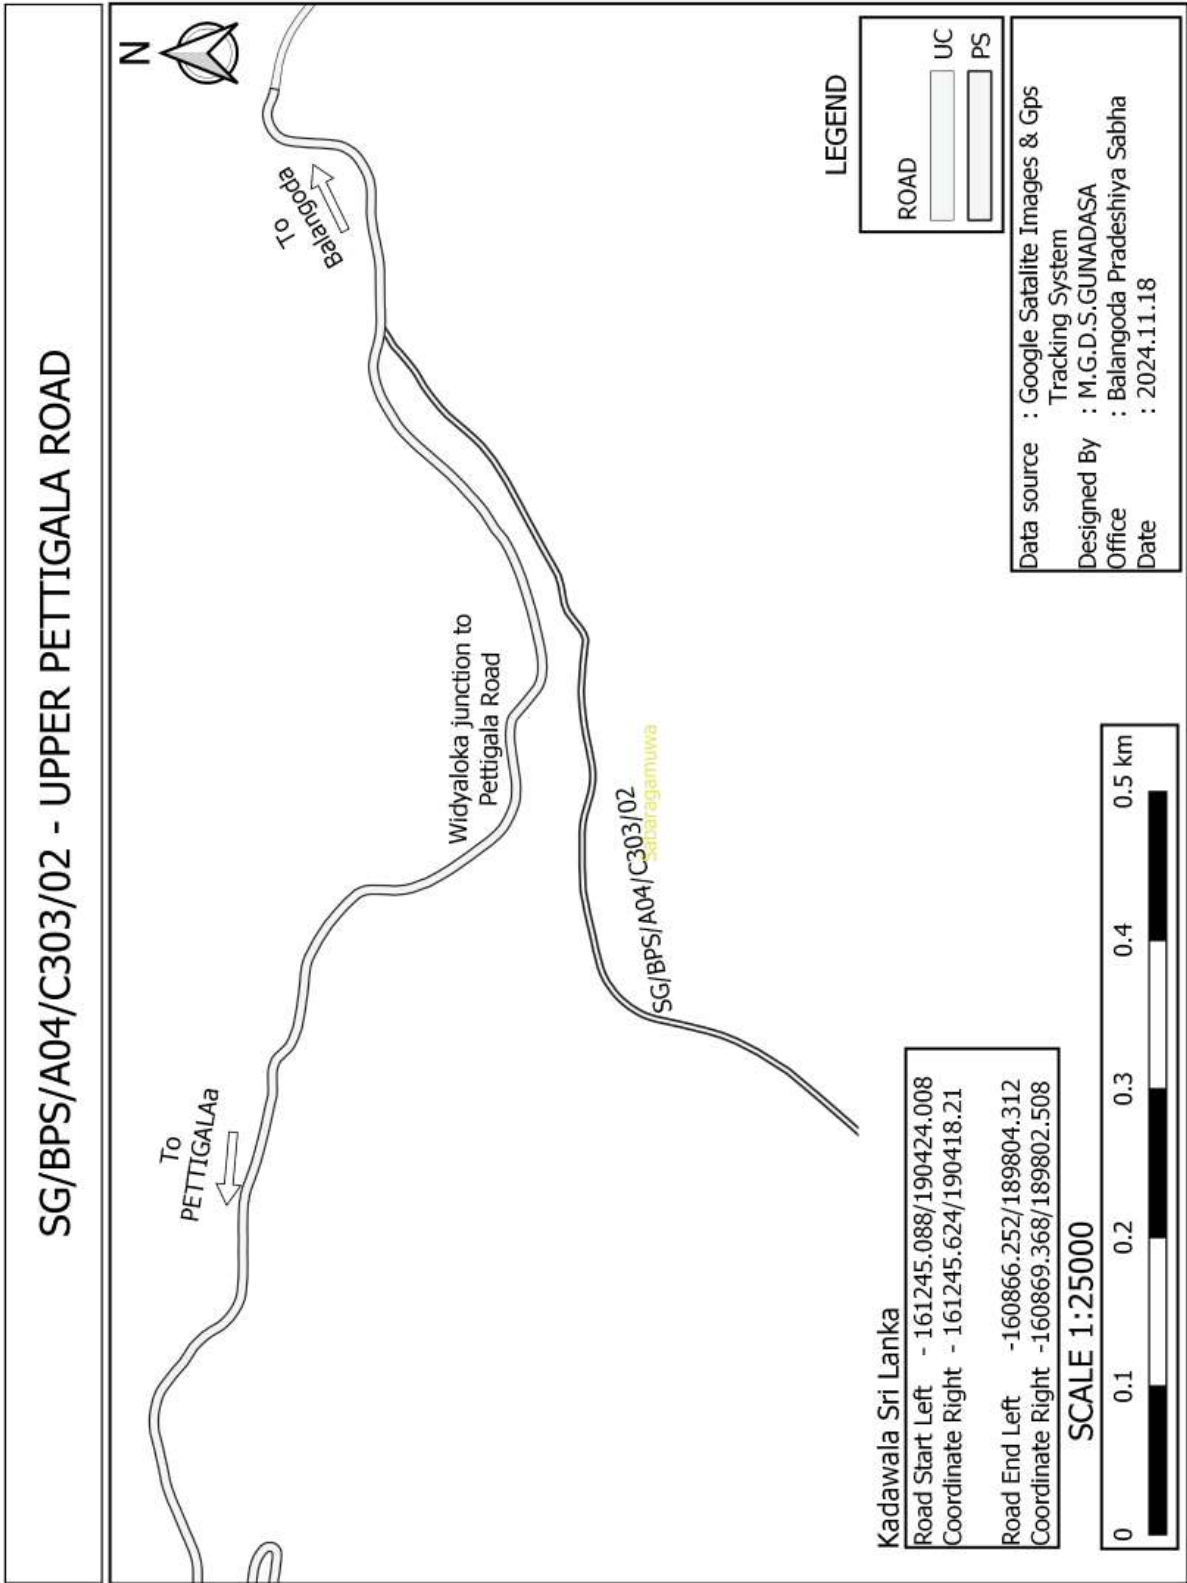 SG/BPS/A04/C303/02 - UPPER PETTIGALA ROAD
N
To
Balangoda
Widyaloka junction to
Pettigala Road
To
PETTIGALAa
SG/BPS/A04/C303/02
Sabaragamuwa
LEGEND
ROAD
UC
PS
Kadawala Sri Lanka
Road Start Left - 161245.088/190424.008
Coordinate Right - 161245.624/190418.21
Road End Left -160866.252/189804.312
Coordinate Right -160869.368/189802.508
SCALE 1:25000
0 0.1 0.2 0.3 0.4 0.5 km
Data source : Google Satalite Images & Gps
Tracking System
Designed By : M.G.D.S.GUNADASA
Office : Balangoda Pradeshiya Sabha
Date : 2024.11.18